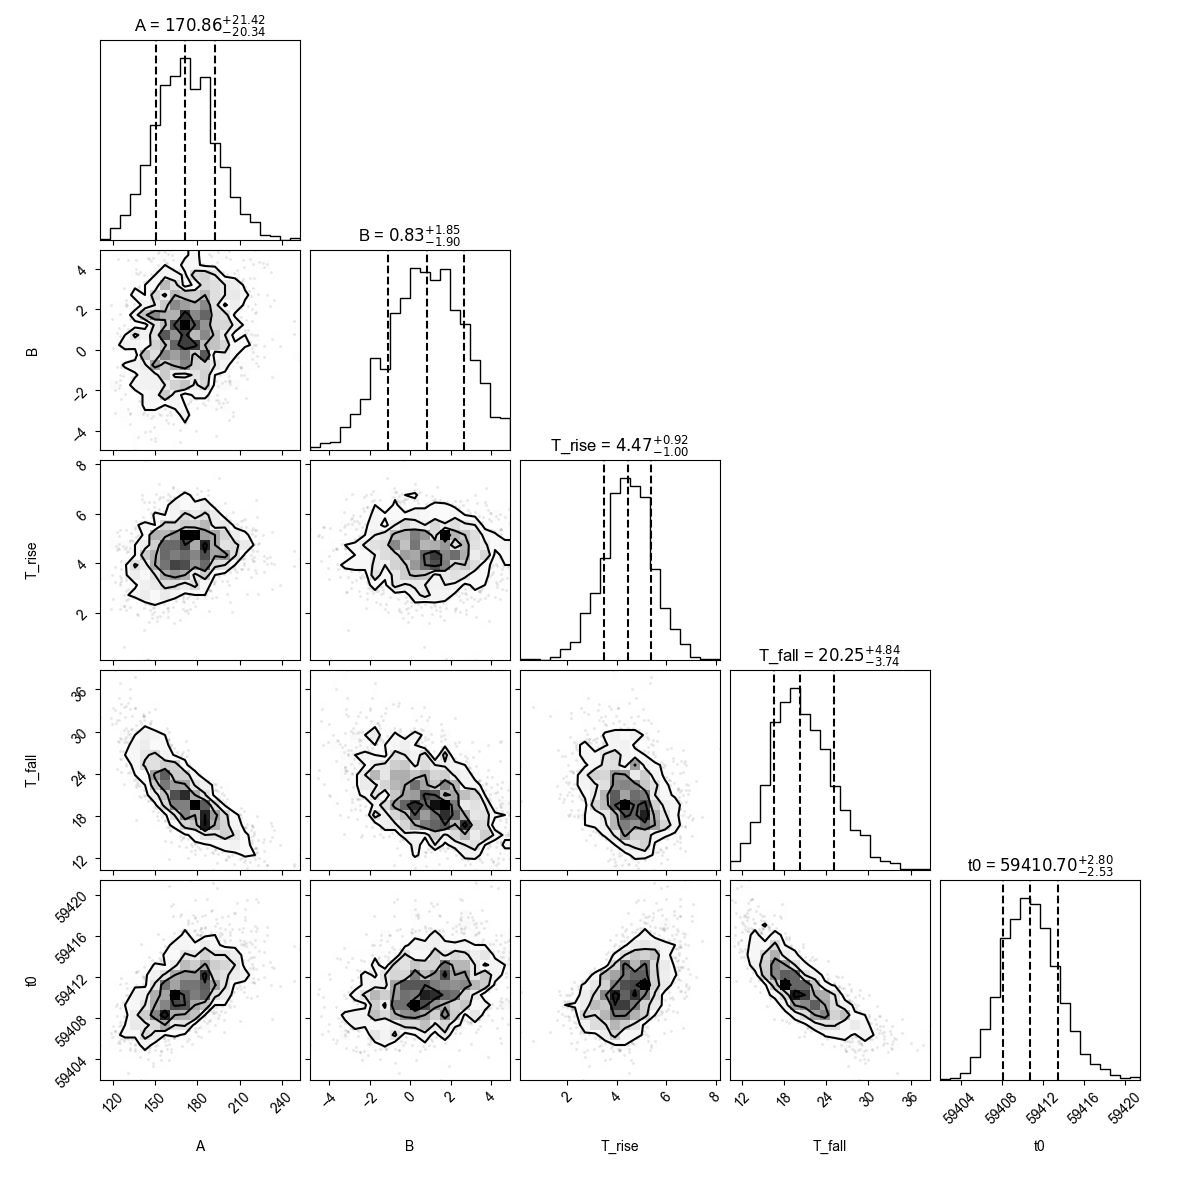 A = 170.86+21.42−20.34
B = 0.83+1.85−1.90
B
4
2
0
−2
−4
T_rise = 4.47+0.92−1.00
T_rise
8
6
4
2
T_fall = 20.25+4.84−3.74
T_fall
36
30
24
18
12
t0 = 59410.70+2.80−2.53
t0
59420
59416
59412
59408
59404
120 150 180 210 240
−4 −2 0 2 4
2 4 6 8
12 18 24 30 36
59404 59408 59412 59416 59420
A B T_rise T_fall t0